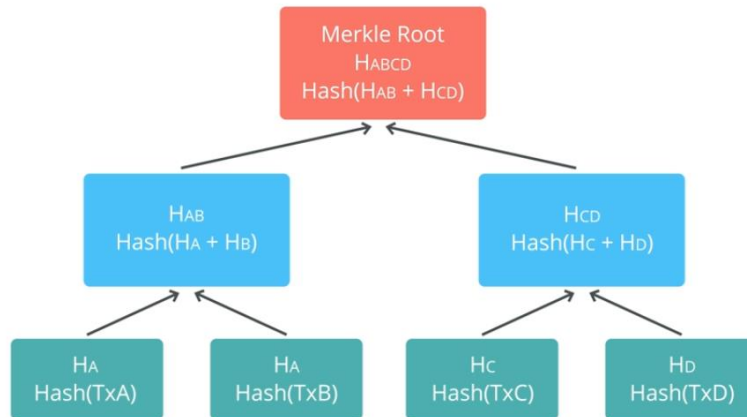 Merkle Root
HABCD
Hash(HAB + HCD)
HAB
Hash(HA + HB)
HCD
Hash(HC + HD)
HA
Hash(TxA)
HA
Hash(TxB)
HC
Hash(TxC)
HD
Hash(TxD)